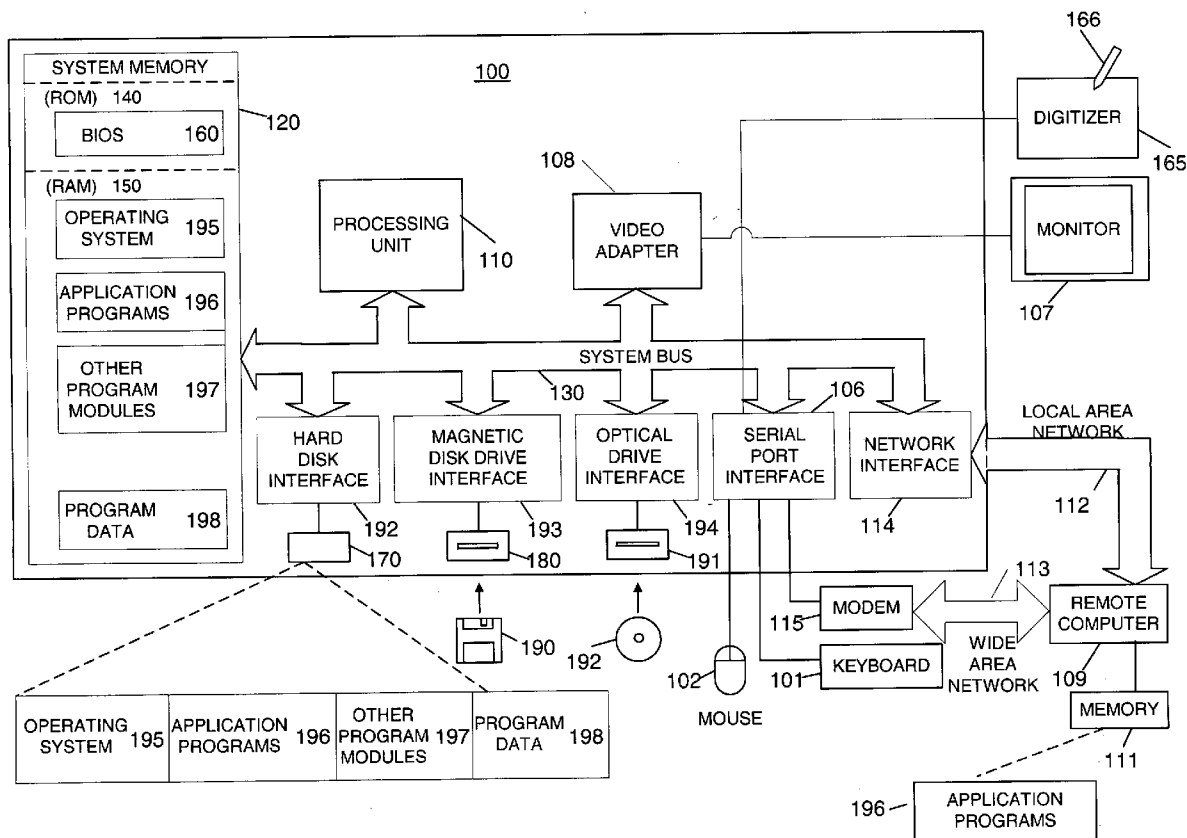 166
SYSTEM MEMORY
100
(ROM) 140
BIOS 160
120
DIGITIZER
165
108
(RAM) 150
OPERATING SYSTEM 195
PROCESSING UNIT
110
VIDEO ADAPTER
MONITOR
107
APPLICATION PROGRAMS 196
SYSTEM BUS
130
106
OTHER PROGRAM MODULES 197
HARD DISK INTERFACE
MAGNETIC DISK DRIVE INTERFACE
OPTICAL DRIVE INTERFACE
SERIAL PORT INTERFACE
NETWORK INTERFACE
LOCAL AREA NETWORK
112
PROGRAM DATA 198
192
193
194
114
170
180
191
113
190
192
102
MOUSE
MODEM
115
KEYBOARD
101
WIDE AREA NETWORK
REMOTE COMPUTER
109
MEMORY
111
OPERATING SYSTEM 195
APPLICATION PROGRAMS 196
OTHER PROGRAM MODULES 197
PROGRAM DATA 198
196
APPLICATION PROGRAMS